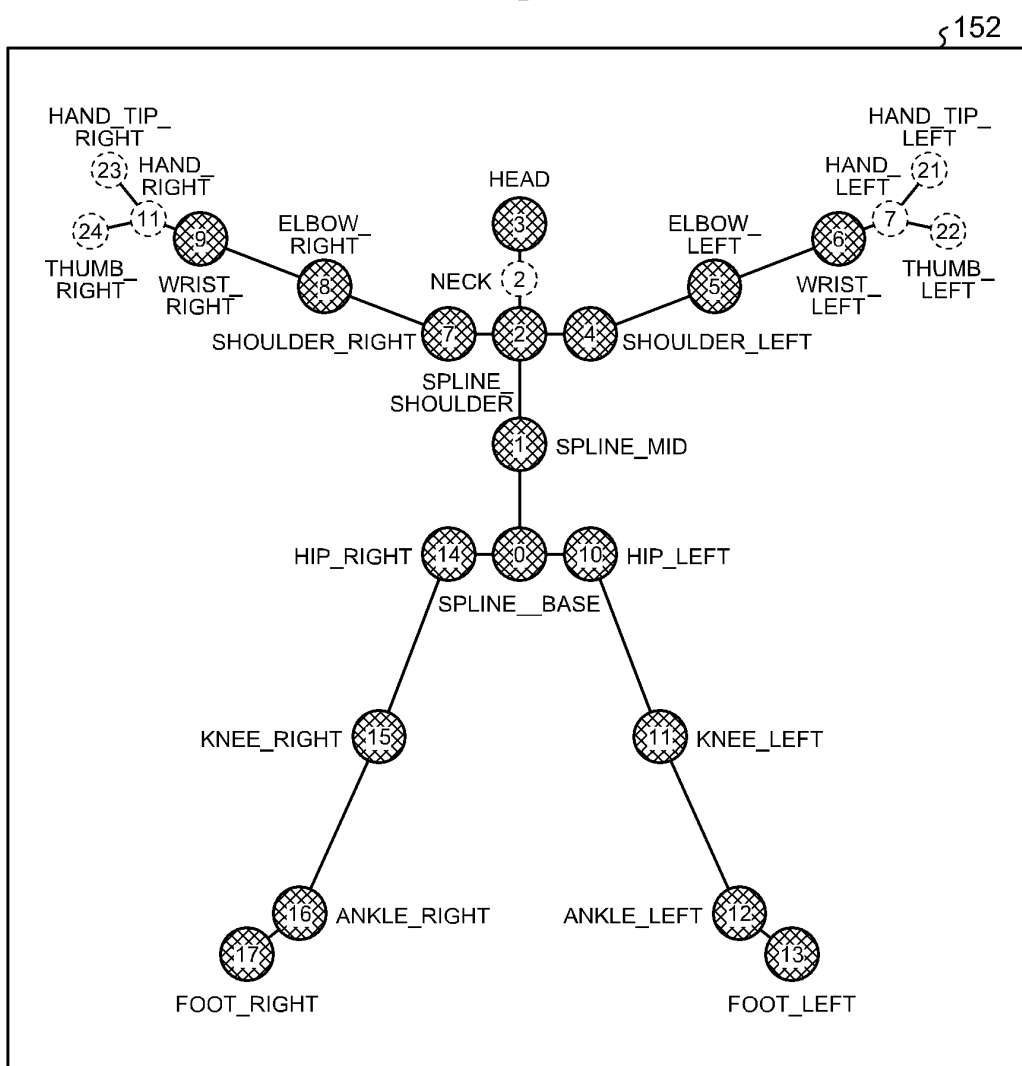 152
HAND_TIP_
RIGHT
HAND_TIP_
LEFT
23
HAND_
RIGHT
HEAD
HAND_
LEFT
21
24
11
9
ELBOW_
RIGHT
3
ELBOW_
LEFT
6
7
22
THUMB_
RIGHT
WRIST_
RIGHT
8
NECK
2
5
WRIST_
LEFT
THUMB_
LEFT
SHOULDER_RIGHT
7
2
4
SHOULDER_LEFT
SPLINE_
SHOULDER
1
SPLINE_MID
HIP_RIGHT
14
0
10
HIP_LEFT
SPLINE__BASE
KNEE_RIGHT
15
11
KNEE_LEFT
16
ANKLE_RIGHT
ANKLE_LEFT
12
17
13
FOOT_RIGHT
FOOT_LEFT